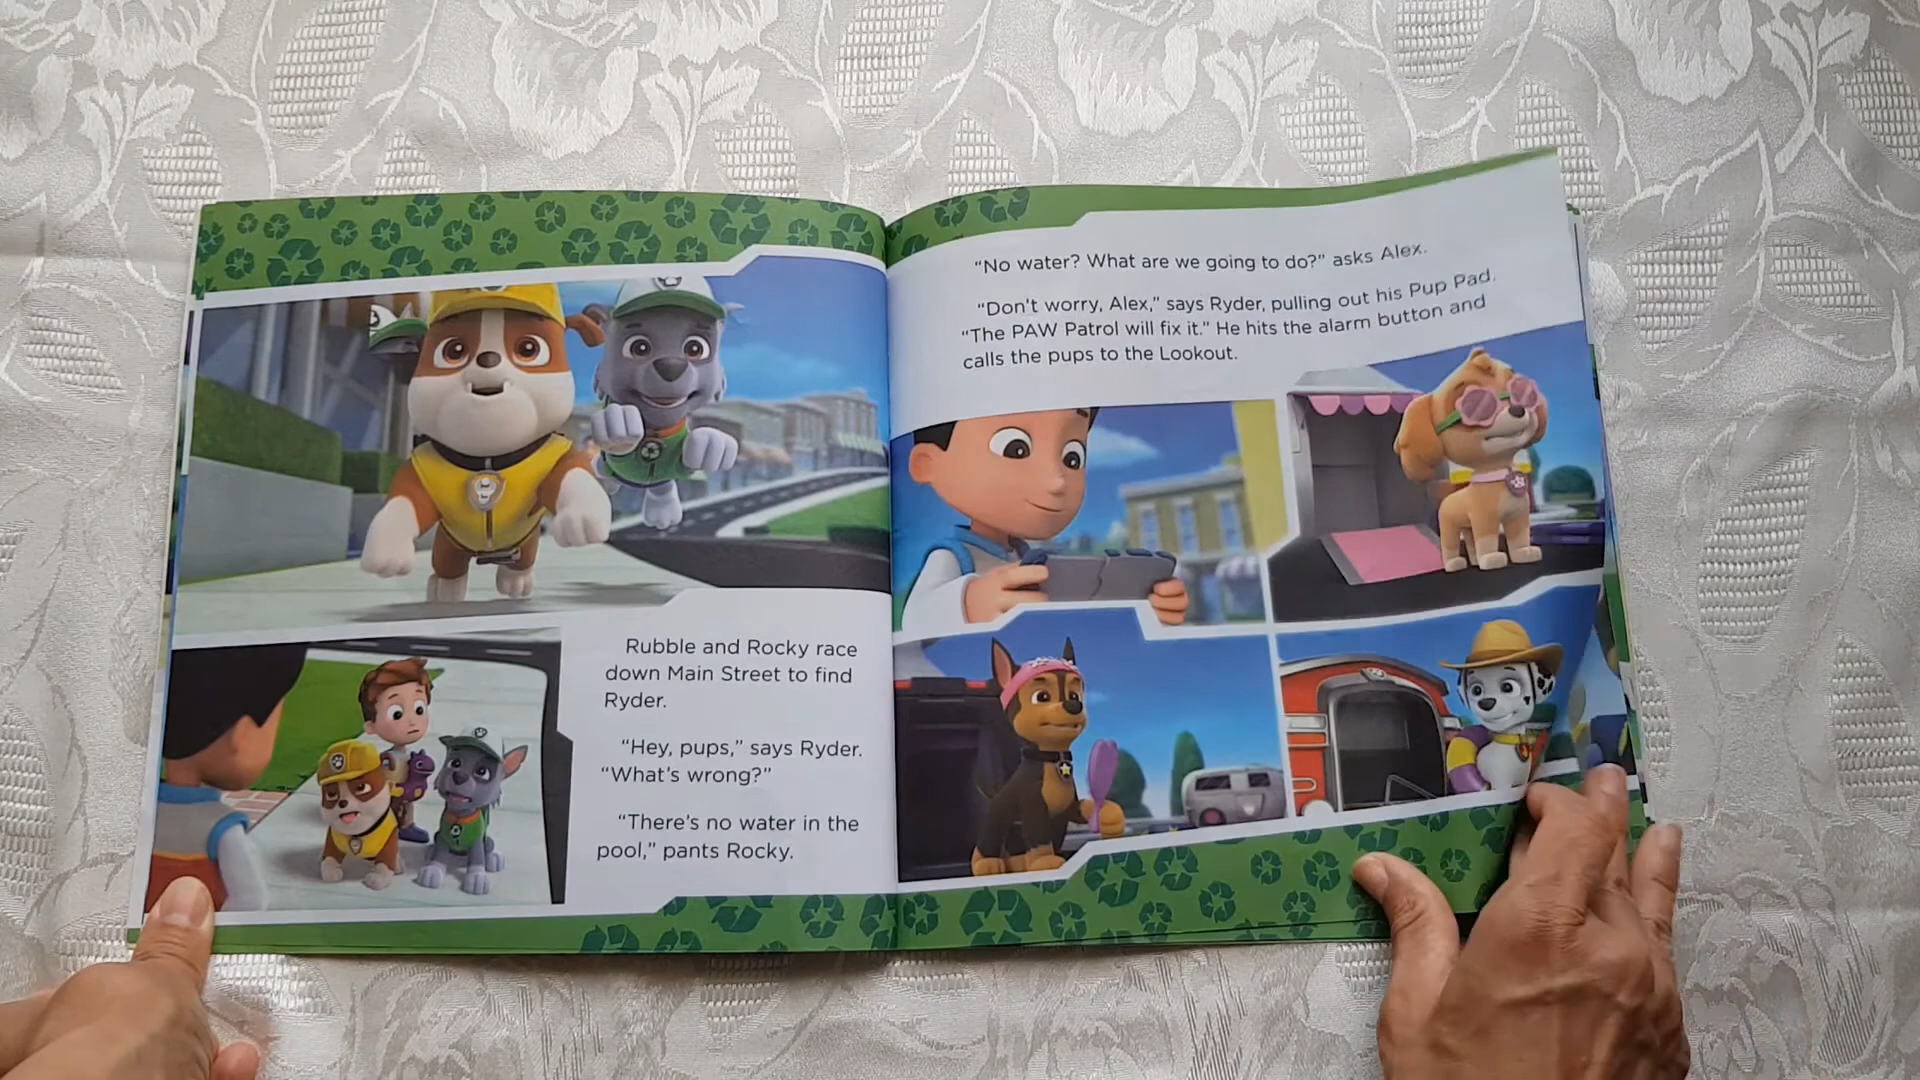 Rubble and Rocky race
down Main Street to find
Ryder.
“Hey, pups,” says Ryder.
“What’s wrong?”
“There’s no water in the
pool,” pants Rocky.
“No water? What are we going to do?” asks Alex.
“Don’t worry, Alex,” says Ryder, pulling out his Pup Pad.
“The PAW Patrol will fix it.” He hits the alarm button and
calls the pups to the Lookout.